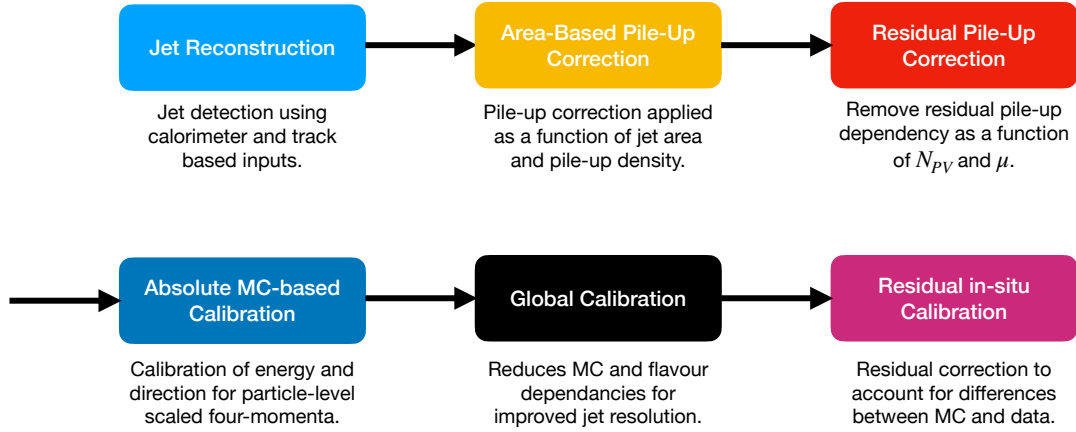 Jet Reconstruction
Area-Based Pile-Up
Correction
Residual Pile-Up
Correction
Jet detection using
calorimeter and track
based inputs.
Pile-up correction applied
as a function of jet area
and pile-up density.
Remove residual pile-up
dependency as a function
of N_{PV} and μ.
Absolute MC-based
Calibration
Global Calibration
Residual in-situ
Calibration
Calibration of energy and
direction for particle-level
scaled four-momenta.
Reduces MC and flavour
dependancies for
improved jet resolution.
Residual correction to
account for differences
between MC and data.